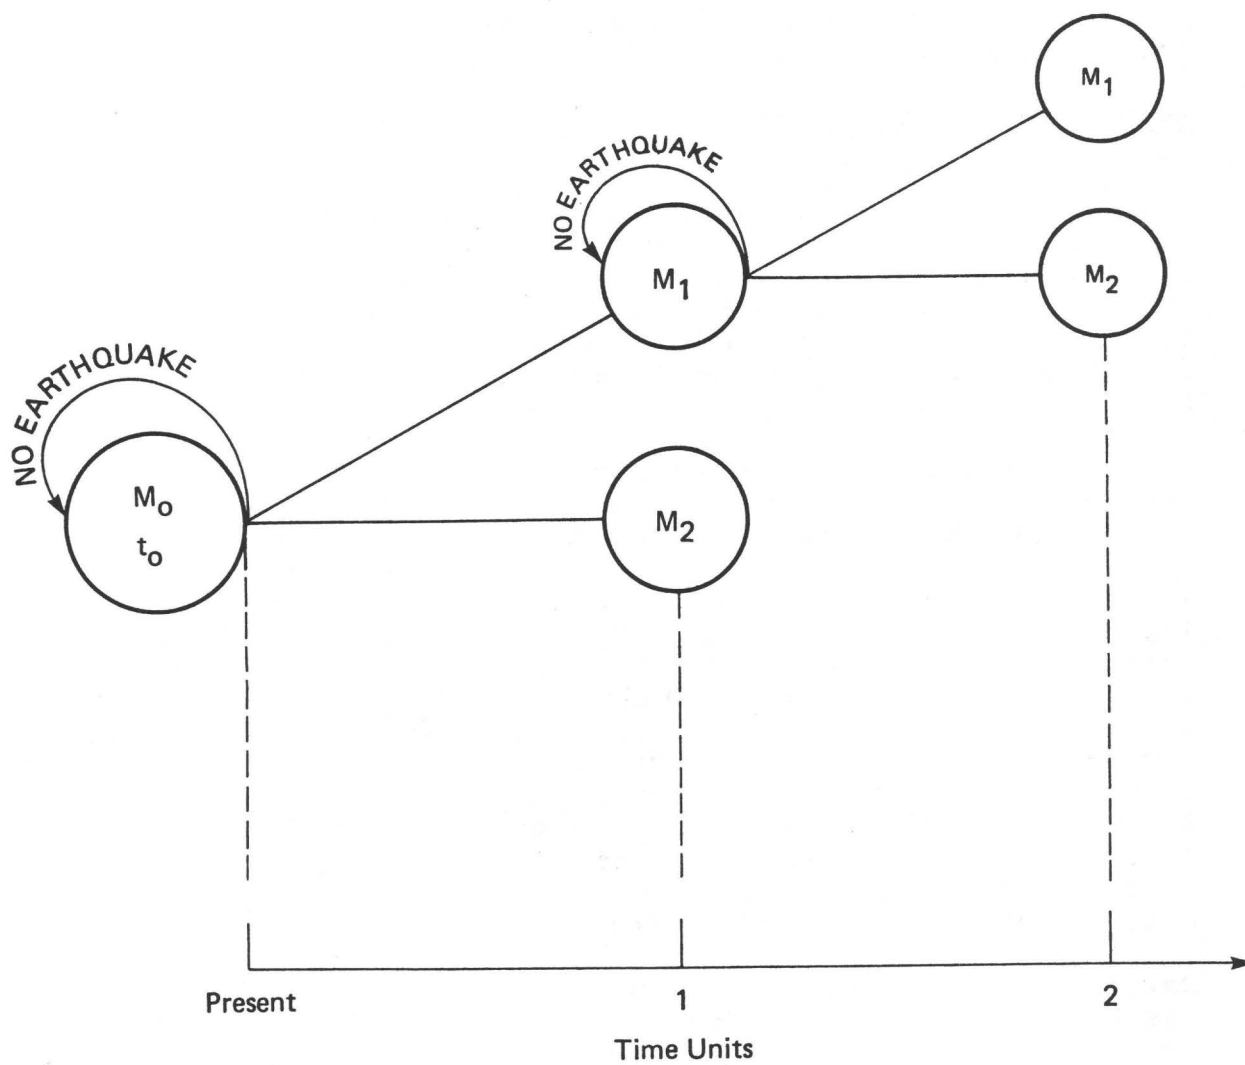 M1
NO EARTHQUAKE
M1
M2
NO EARTHQUAKE
Mo
to
M2
Present
1
2
Time Units